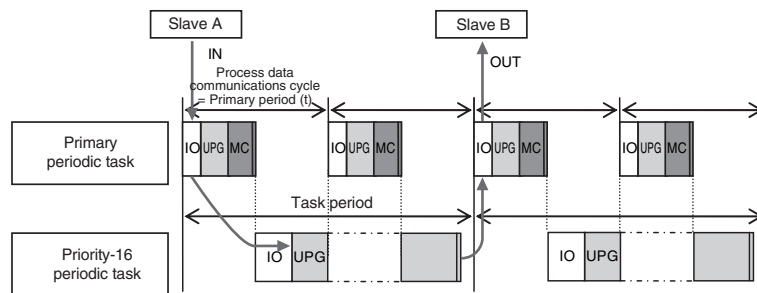 Slave A
Slave B
IN
OUT
Process data
communications cycle
= Primary period (t)
Primary
periodic task
IO UPG MC
IO UPG MC
IO UPG MC
IO UPG MC
Task period
Priority-16
periodic task
IO UPG
IO UPG